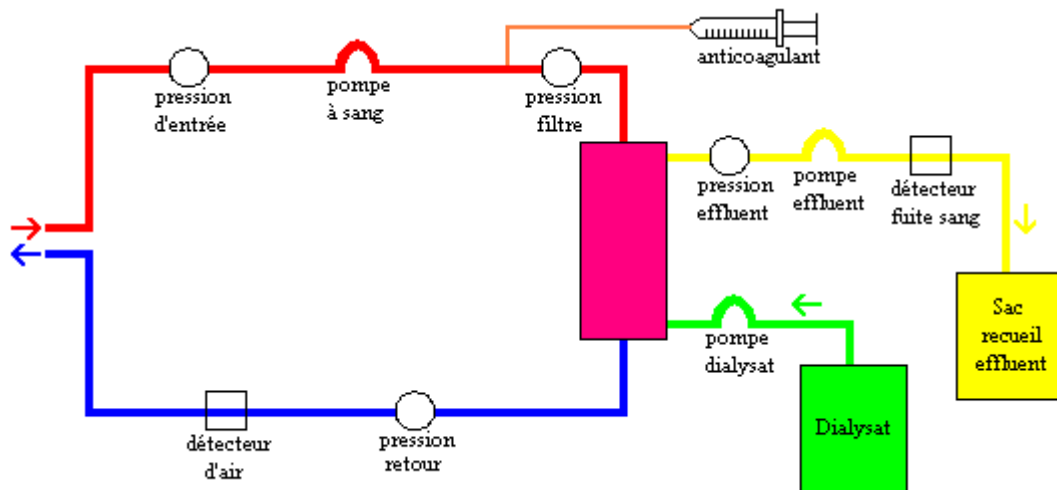 anticoagulant
pression
d'entrée
pompe
à sang
pression
filtre
pression
effluent
pompe
effluent
détecteur
fuite sang
Sac
recueil
effluent
pompe
dialysat
Dialysat
détecteur
d'air
pression
retour